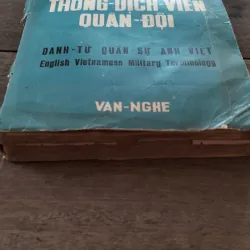 THÔNG-DỊCH-VIÊN
QUÂN-ĐỘI
DANH-TỪ QUÂN SỰ ANH VIỆT
English Vietnamese Military Terminology
VAN-NGHE